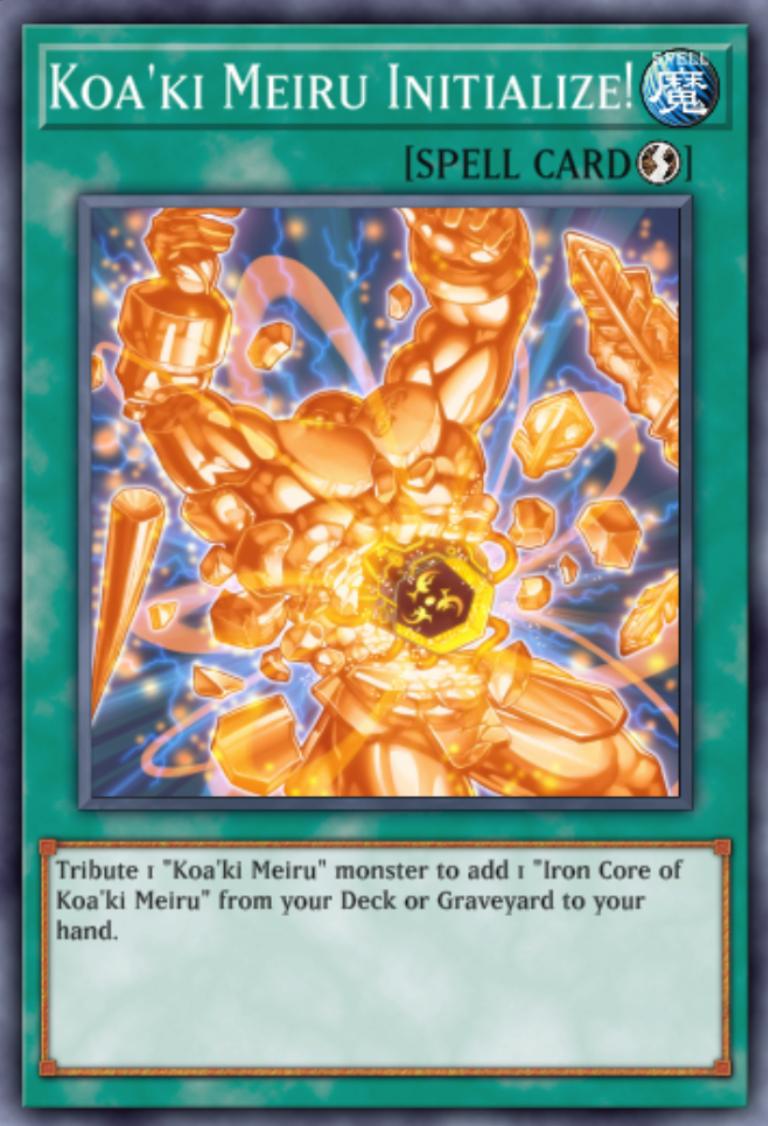 KOA'KI MEIRU INITIALIZE!
SPELL
魔
[SPELL CARD]
Tribute 1 "Koa'ki Meiru" monster to add 1 "Iron Core of
Koa'ki Meiru" from your Deck or Graveyard to your
hand.